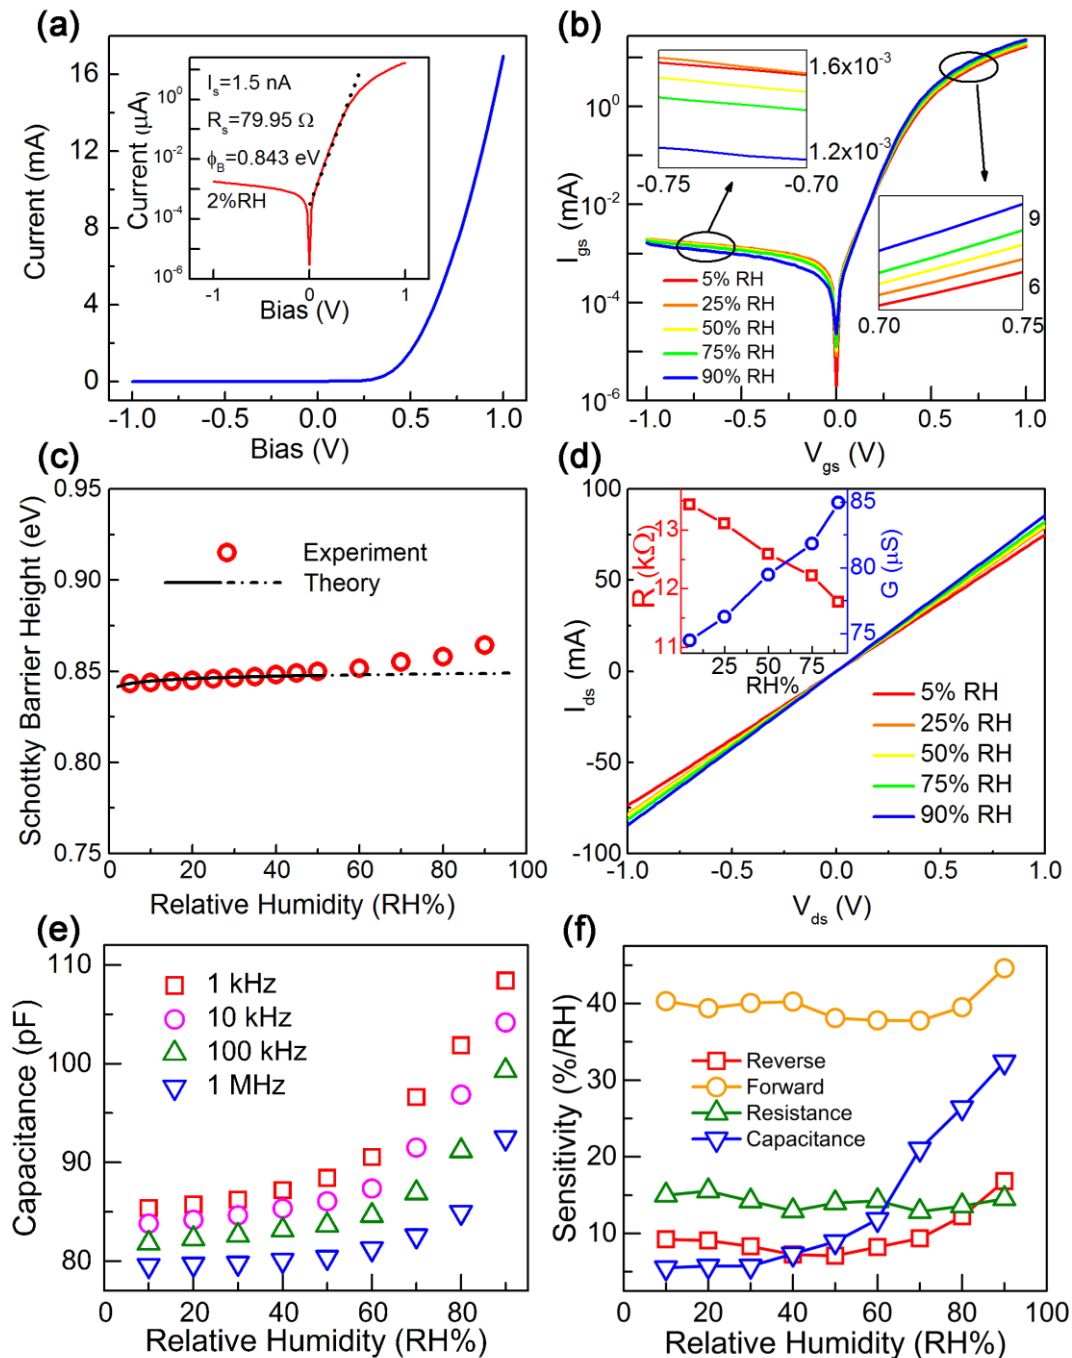 (a)
Current (mA)
16
12
8
4
0
-1.0
-0.5
0.0
0.5
1.0
Bias (V)
Current (μA)
10⁰
10⁻²
10⁻⁴
10⁻⁶
Iₛ=1.5 nA
Rₛ=79.95 Ω
ϕ_B=0.843 eV
2%RH
-1
0
1
Bias (V)
(b)
I_gs (mA)
10⁰
10⁻²
10⁻⁴
10⁻⁶
1.6x10⁻³
1.2x10⁻³
-0.75
-0.70
9
6
0.70
0.75
5% RH
25% RH
50% RH
75% RH
90% RH
-1.0
-0.5
0.0
0.5
1.0
V_gs (V)
(c)
Schottky Barrier Height (eV)
0.95
0.90
0.85
0.80
0.75
Experiment
Theory
0
20
40
60
80
100
Relative Humidity (RH%)
(d)
I_ds (mA)
100
50
0
-50
-100
R (kΩ)
13
12
11
G (μS)
85
80
75
25
50
75
RH%
5% RH
25% RH
50% RH
75% RH
90% RH
-1.0
-0.5
0.0
0.5
1.0
V_ds (V)
(e)
Capacitance (pF)
110
100
90
80
1 kHz
10 kHz
100 kHz
1 MHz
0
20
40
60
80
Relative Humidity (RH%)
(f)
Sensitivity (%/RH)
40
30
20
10
Reverse
Forward
Resistance
Capacitance
0
20
40
60
80
100
Relative Humidity (RH%)